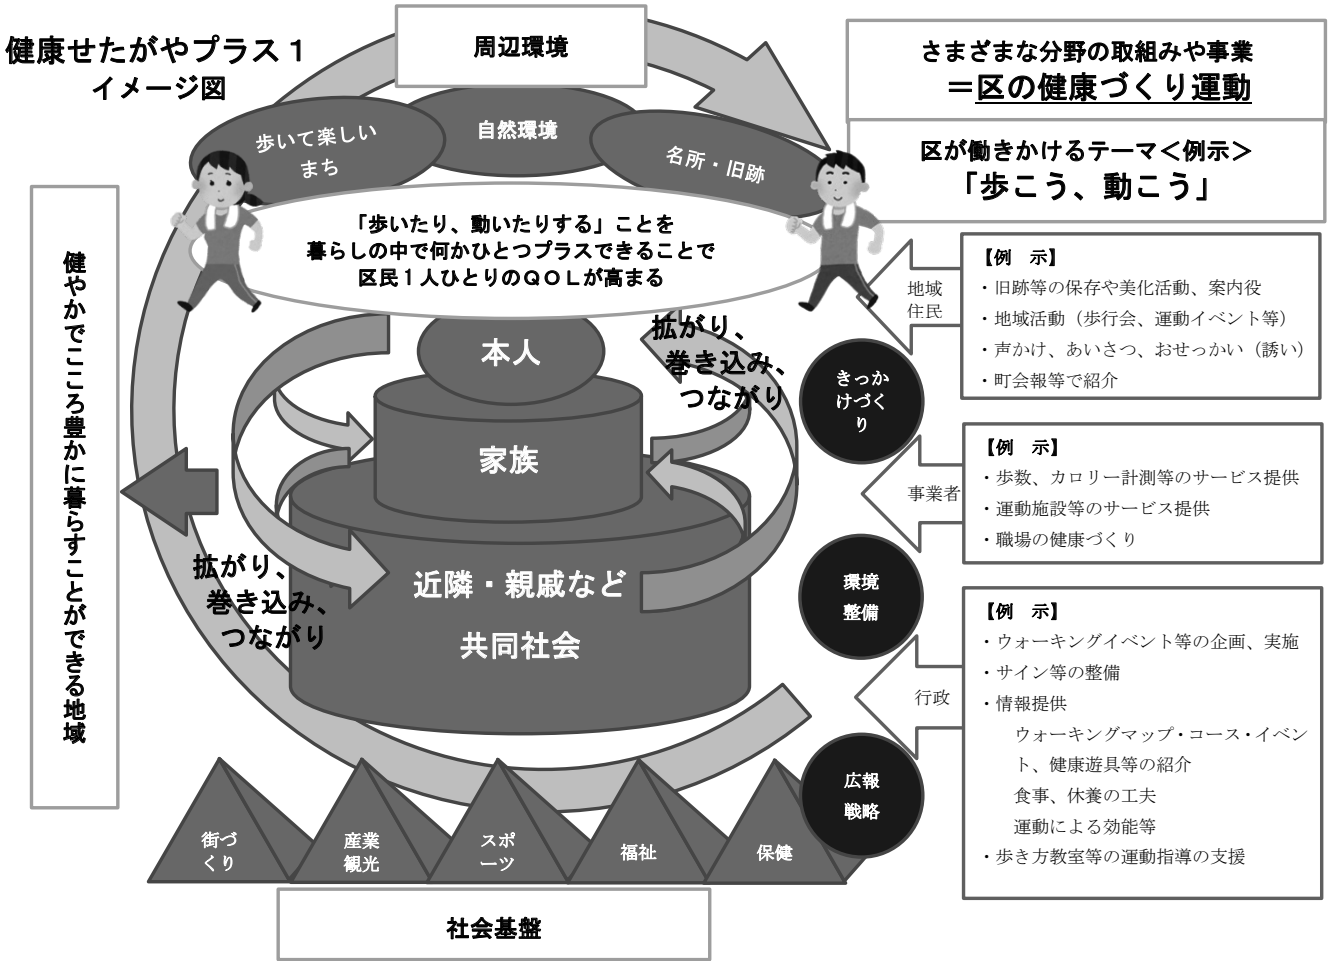 健康せたがやプラス１
イメージ図
周辺環境
さまざまな分野の取組みや事業
＝区の健康づくり運動
区が働きかけるテーマ＜例示＞
「歩こう、動こう」
歩いて楽しい
まち
自然環境
名所・旧跡
「歩いたり、動いたりする」ことを
暮らしの中で何かひとつプラスできることで
区民１人ひとりのＱＯＬが高まる
健やかでこころ豊かに暮らすことができる地域
本人
家族
近隣・親戚など
共同社会
拡がり、
巻き込み、
つながり
拡がり、
巻き込み、
つながり
きっか
けづく
り
環境
整備
広報
戦略
地域
住民
【例　示】
・旧跡等の保存や美化活動、案内役
・地域活動（歩行会、運動イベント等）
・声かけ、あいさつ、おせっかい（誘い）
・町会報等で紹介
事業者
【例　示】
・歩数、カロリー計測等のサービス提供
・運動施設等のサービス提供
・職場の健康づくり
行政
【例　示】
・ウォーキングイベント等の企画、実施
・サイン等の整備
・情報提供
ウォーキングマップ・コース・イベン
ト、健康遊具等の紹介
食事、休養の工夫
運動による効能等
・歩き方教室等の運動指導の支援
街づ
くり
産業
観光
スポ
ーツ
福祉
保健
社会基盤